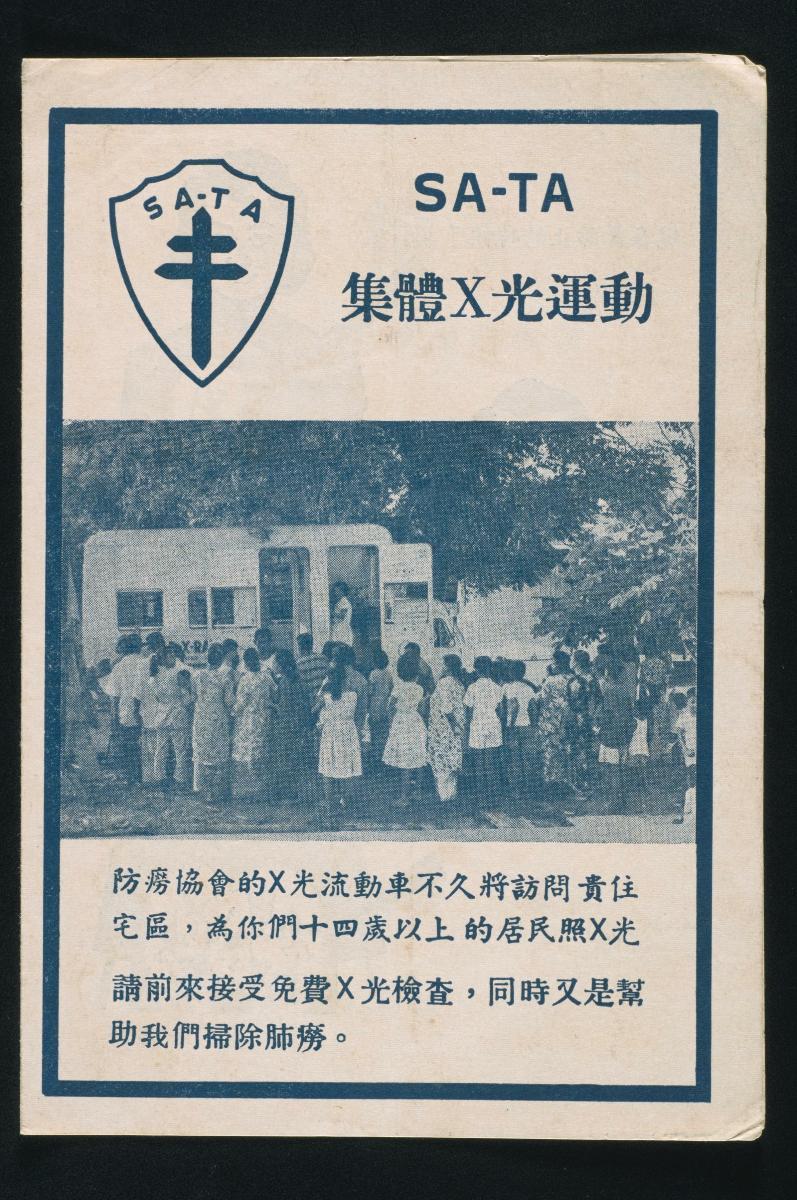 SA-TA
SA-TA
集體X光運動
X-RA
防癆協會的X光流動車不久將訪問貴住
宅區，為你們十四歲以上的居民照X光
請前來接受免費X光檢查，同時又是幫
助我們掃除肺癆。